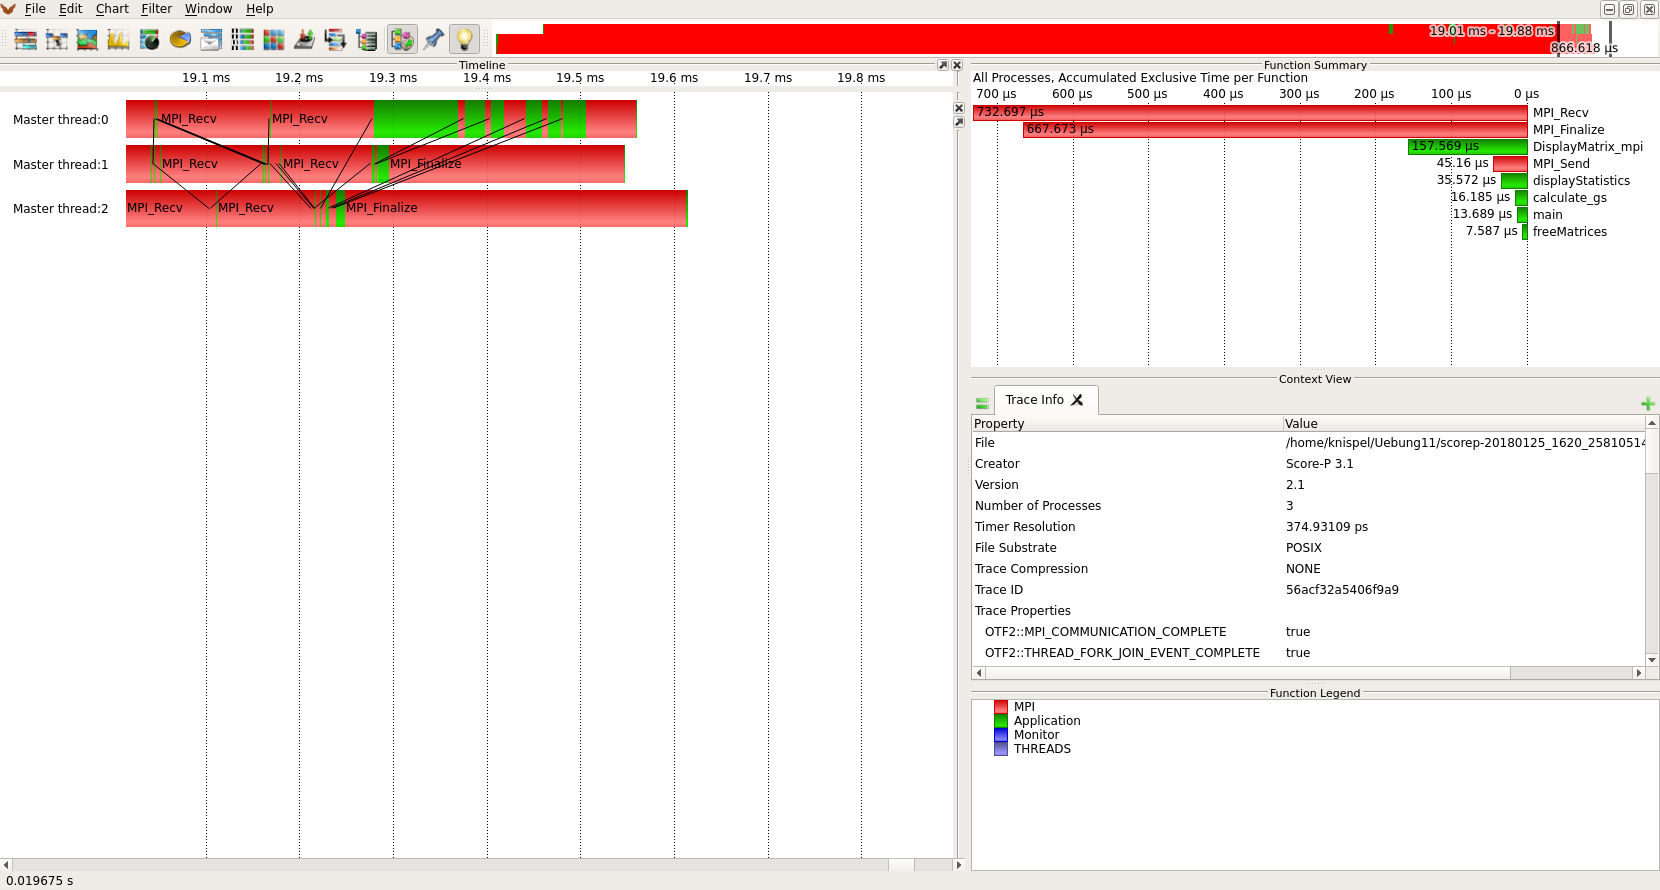 File Edit Chart Filter Window Help
19.01 ms - 19.88 ms
866.618 µs
Timeline
19.1 ms 19.2 ms 19.3 ms 19.4 ms 19.5 ms 19.6 ms 19.7 ms 19.8 ms
Master thread:0 MPI_Recv MPI_Recv
Master thread:1 MPI_Recv MPI_Recv MPI_Finalize
Master thread:2 MPI_Recv MPI_Recv MPI_Finalize
Function Summary
All Processes, Accumulated Exclusive Time per Function
700 µs 600 µs 500 µs 400 µs 300 µs 200 µs 100 µs 0 µs
732.697 µs MPI_Recv
667.673 µs MPI_Finalize
157.569 µs DisplayMatrix_mpi
45.16 µs MPI_Send
35.572 µs displayStatistics
16.185 µs calculate_gs
13.689 µs main
7.587 µs freeMatrices
Context View
Trace Info
Property Value
File /home/knispel/Uebung11/scorep-20180125_1620_25810514
Creator Score-P 3.1
Version 2.1
Number of Processes 3
Timer Resolution 374.93109 ps
File Substrate POSIX
Trace Compression NONE
Trace ID 56acf32a5406f9a9
Trace Properties
OTF2::MPI_COMMUNICATION_COMPLETE true
OTF2::THREAD_FORK_JOIN_EVENT_COMPLETE true
Function Legend
MPI
Application
Monitor
THREADS
0.019675 s